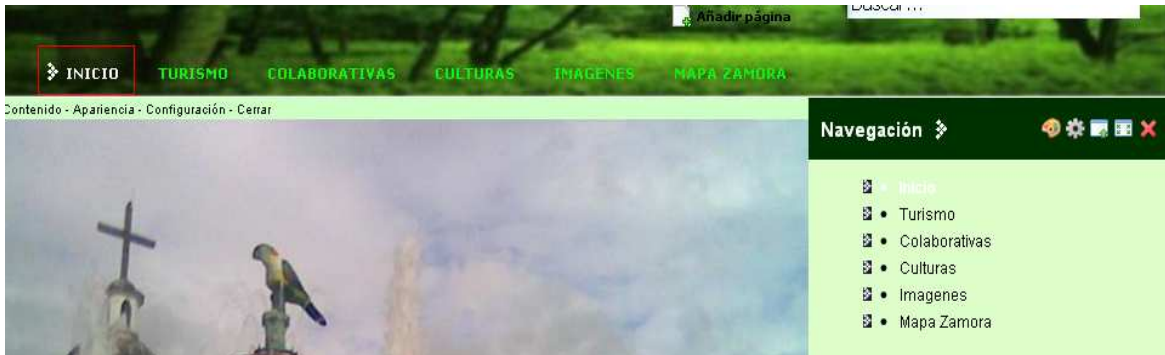 Añadir página
Buscar...
INICIO TURISMO COLABORATIVAS CULTURAS IMAGENES MAPA ZAMORA
Contenido - Apariencia - Configuración - Cerrar
Navegación
Inicio
Turismo
Colaborativas
Culturas
Imagenes
Mapa Zamora